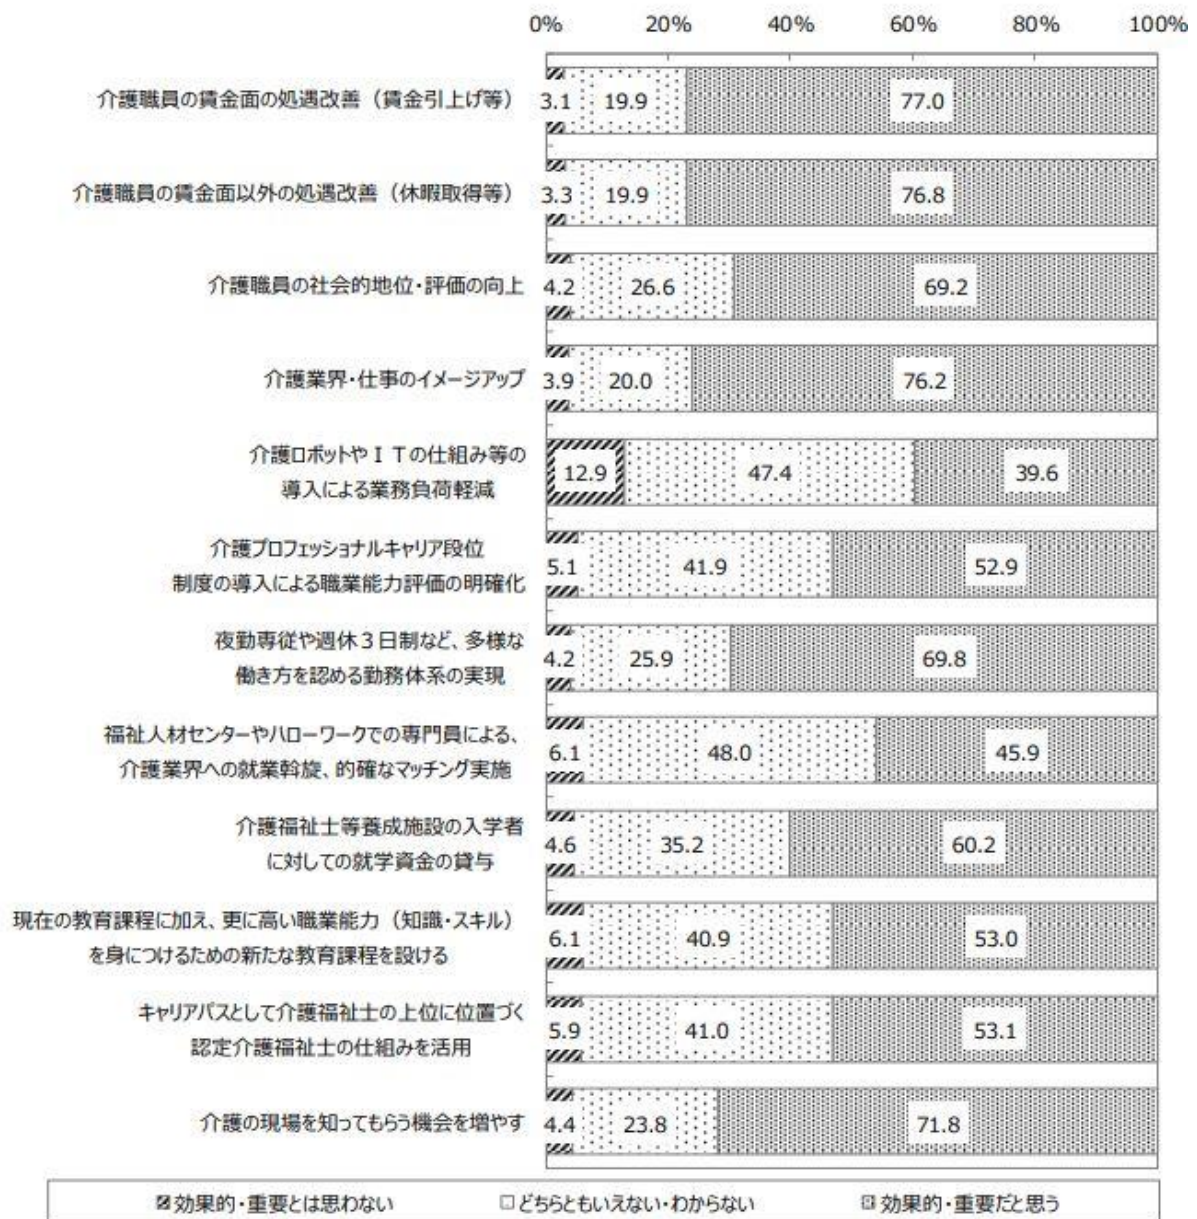 0% 20% 40% 60% 80% 100%
介護職員の賃金面の処遇改善（賃金引上げ等） 3.1 19.9 77.0
介護職員の賃金面以外の処遇改善（休暇取得等） 3.3 19.9 76.8
介護職員の社会的地位・評価の向上 4.2 26.6 69.2
介護業界・仕事のイメージアップ 3.9 20.0 76.2
介護ロボットやＩＴの仕組み等の
導入による業務負荷軽減
12.9 47.4 39.6
介護プロフェッショナルキャリア段位
制度の導入による職業能力評価の明確化
5.1 41.9 52.9
夜勤専従や週休３日制など、多様な
働き方を認める勤務体系の実現
4.2 25.9 69.8
福祉人材センターやハローワークでの専門員による、
介護業界への就業斡旋、的確なマッチング実施
6.1 48.0 45.9
介護福祉士等養成施設の入学者
に対しての就学資金の貸与
4.6 35.2 60.2
現在の教育課程に加え、更に高い職業能力（知識・スキル）
を身につけるための新たな教育課程を設ける
6.1 40.9 53.0
キャリアパスとして介護福祉士の上位に位置づく
認定介護福祉士の仕組みを活用
5.9 41.0 53.1
介護の現場を知ってもらう機会を増やす 4.4 23.8 71.8
効果的・重要とは思わない どちらともいえない・わからない 効果的・重要だと思う